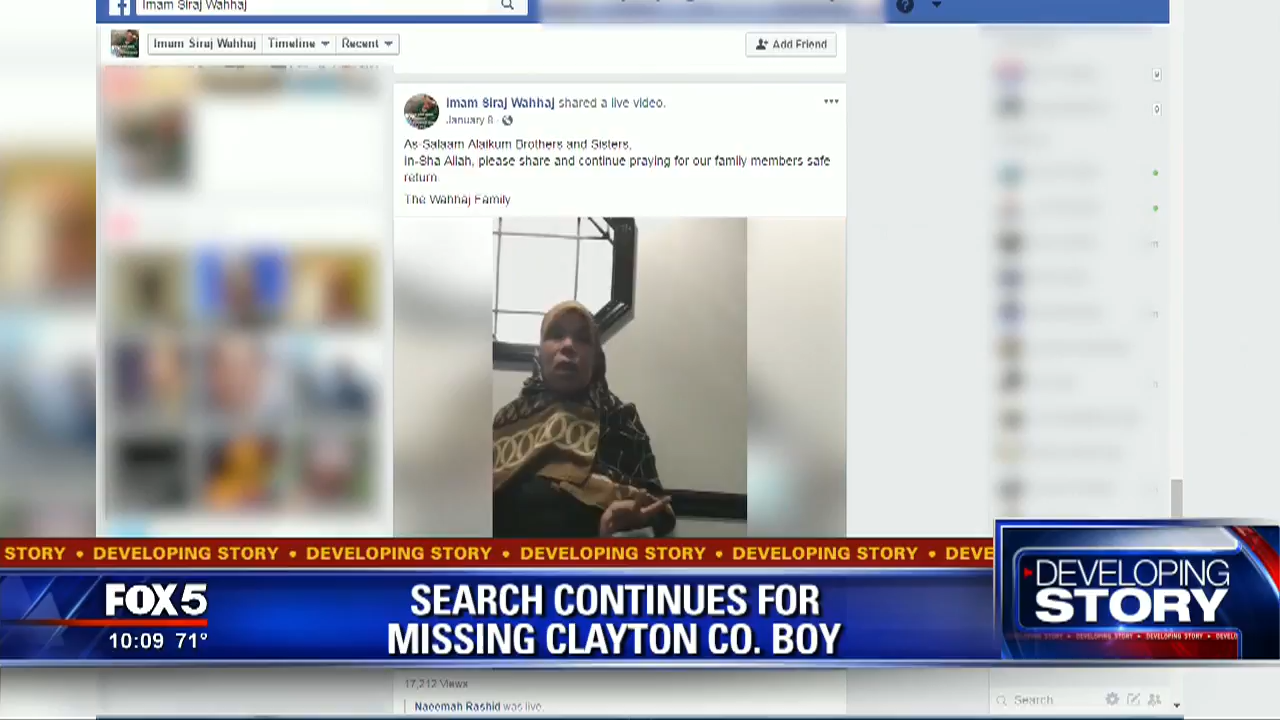 Imam Siraj Wahhaj
Imam Siraj Wahhaj Timeline Recent Add Friend
Imam Siraj Wahhaj shared a live video.
January 8
As-Salaam Alaikum Brothers and Sisters,
In-Sha Allah, please share and continue praying for our family members safe
return.
The Wahhaj Family
STORY • DEVELOPING STORY • DEVELOPING STORY • DEVELOPING STORY • DEVELOPING STORY • DEVE
FOX 5
10:09 71°
SEARCH CONTINUES FOR
MISSING CLAYTON CO. BOY
DEVELOPING
STORY
17,212 Views
Naeemah Rashid was live.
Search